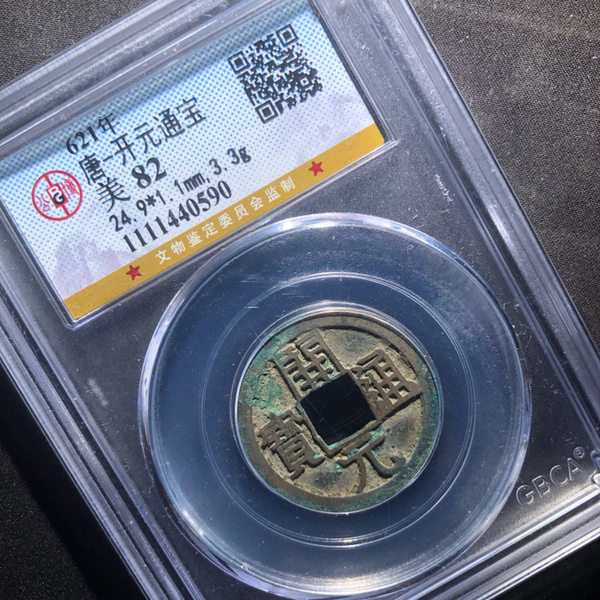 621年
唐-开元通宝
美 82
24.9*1.1mm,3.3g
1111440590
文物鉴定委员会监制
開元通寳
GBCA®